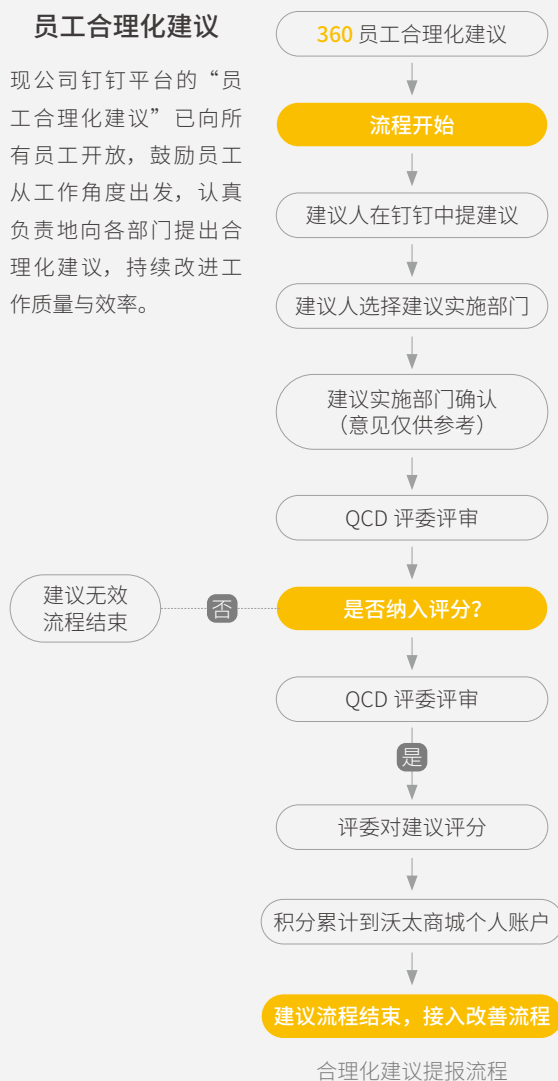 员工合理化建议
现公司钉钉平台的“员
工合理化建议”已向所
有员工开放，鼓励员工
从工作角度出发，认真
负责地向各部门提出合
理化建议，持续改进工
作质量与效率。
360 员工合理化建议
流程开始
建议人在钉钉中提建议
建议人选择建议实施部门
建议实施部门确认
（意见仅供参考）
QCD 评委评审
是否纳入评分？
否
建议无效
流程结束
QCD 评委评审
是
评委对建议评分
积分累计到沃太商城个人账户
建议流程结束，接入改善流程
合理化建议提报流程